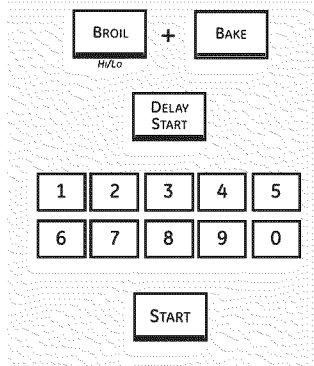 BROIL + BAKE
HI/LO
DELAY
START
1 2 3 4 5
6 7 8 9 0
START